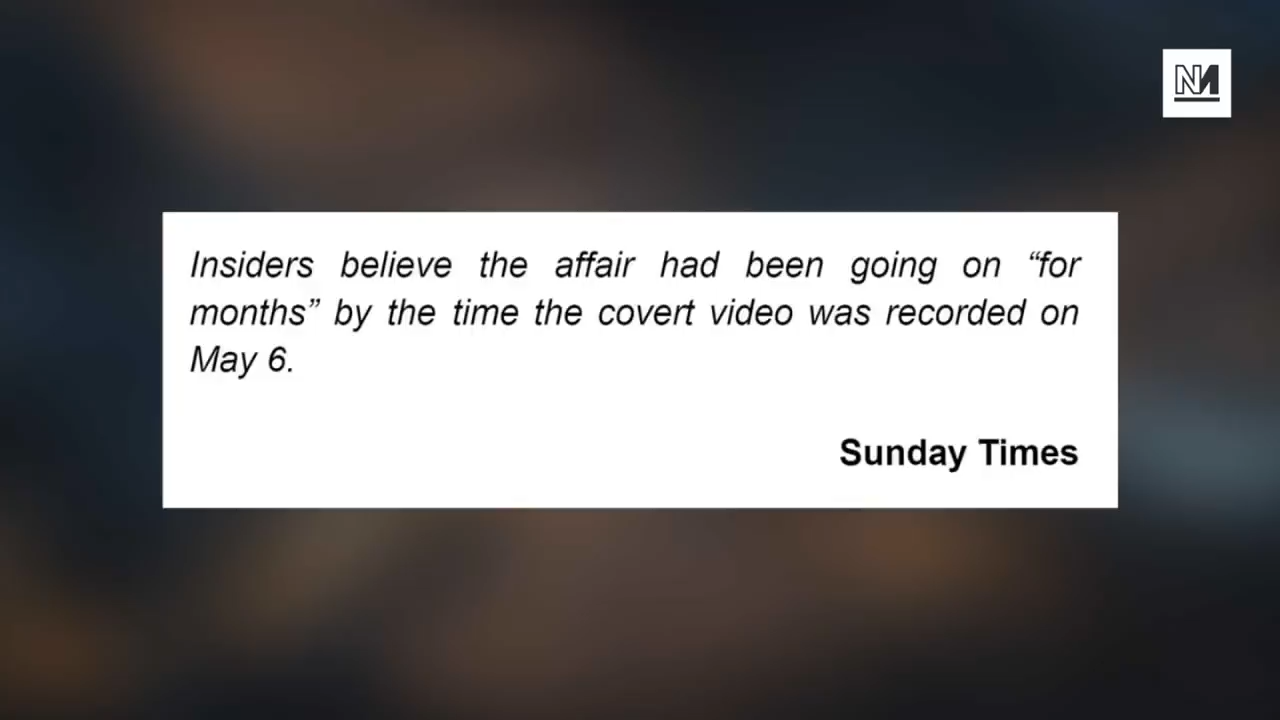 Insiders believe the affair had been going on “for
months” by the time the covert video was recorded on
May 6.
Sunday Times